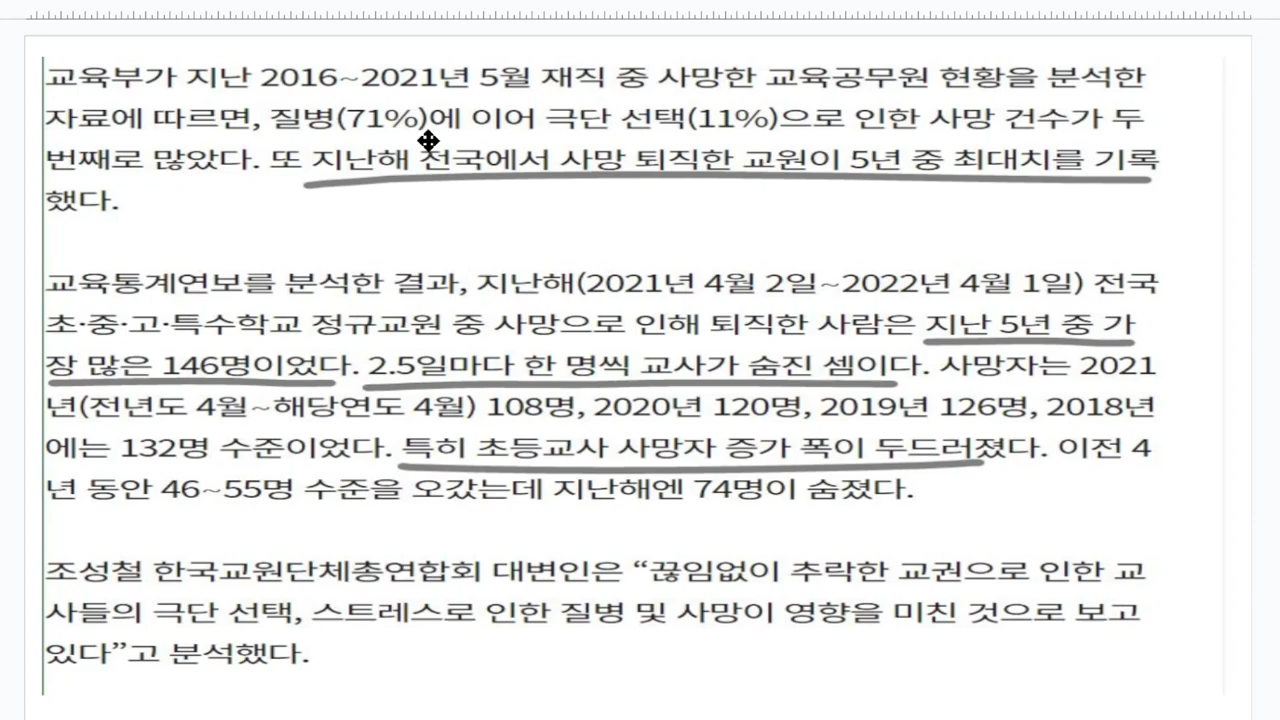 교육부가 지난 2016~2021년 5월 재직 중 사망한 교육공무원 현황을 분석한
자료에 따르면, 질병(71%)에 이어 극단 선택(11%)으로 인한 사망 건수가 두
번째로 많았다. 또 지난해 전국에서 사망 퇴직한 교원이 5년 중 최대치를 기록
했다.
교육통계연보를 분석한 결과, 지난해(2021년 4월 2일~2022년 4월 1일) 전국
초·중·고·특수학교 정규교원 중 사망으로 인해 퇴직한 사람은 지난 5년 중 가
장 많은 146명이었다. 2.5일마다 한 명씩 교사가 숨진 셈이다. 사망자는 2021
년(전년도 4월~해당연도 4월) 108명, 2020년 120명, 2019년 126명, 2018년
에는 132명 수준이었다. 특히 초등교사 사망자 증가 폭이 두드러졌다. 이전 4
년 동안 46~55명 수준을 오갔는데 지난해엔 74명이 숨졌다.
조성철 한국교원단체총연합회 대변인은 “끊임없이 추락한 교권으로 인한 교
사들의 극단 선택, 스트레스로 인한 질병 및 사망이 영향을 미친 것으로 보고
있다”고 분석했다.